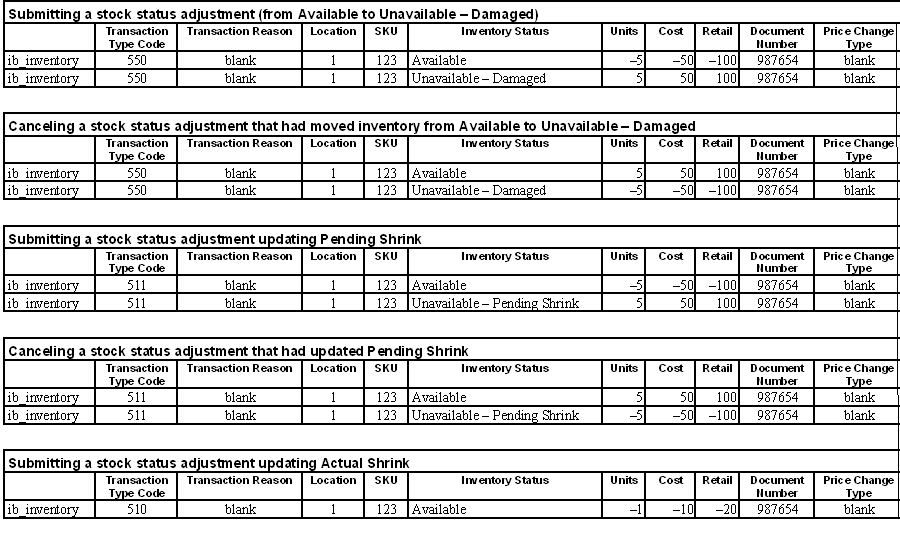 Submitting a stock status adjustment (from Available to Unavailable – Damaged)
Transaction Type Code Transaction Reason Location SKU Inventory Status Units Cost Retail Document Number Price Change Type
ib_inventory 550 blank 1 123 Available –5 –50 –100 987654 blank
ib_inventory 550 blank 1 123 Unavailable – Damaged 5 50 100 987654 blank
Canceling a stock status adjustment that had moved inventory from Available to Unavailable – Damaged
Transaction Type Code Transaction Reason Location SKU Inventory Status Units Cost Retail Document Number Price Change Type
ib_inventory 550 blank 1 123 Available 5 50 100 987654 blank
ib_inventory 550 blank 1 123 Unavailable – Damaged –5 –50 –100 987654 blank
Submitting a stock status adjustment updating Pending Shrink
Transaction Type Code Transaction Reason Location SKU Inventory Status Units Cost Retail Document Number Price Change Type
ib_inventory 511 blank 1 123 Available –5 –50 –100 987654 blank
ib_inventory 511 blank 1 123 Unavailable – Pending Shrink 5 50 100 987654 blank
Canceling a stock status adjustment that had updated Pending Shrink
Transaction Type Code Transaction Reason Location SKU Inventory Status Units Cost Retail Document Number Price Change Type
ib_inventory 511 blank 1 123 Available 5 50 100 987654 blank
ib_inventory 511 blank 1 123 Unavailable – Pending Shrink –5 –50 –100 987654 blank
Submitting a stock status adjustment updating Actual Shrink
Transaction Type Code Transaction Reason Location SKU Inventory Status Units Cost Retail Document Number Price Change Type
ib_inventory 510 blank 1 123 Available –1 –10 –20 987654 blank